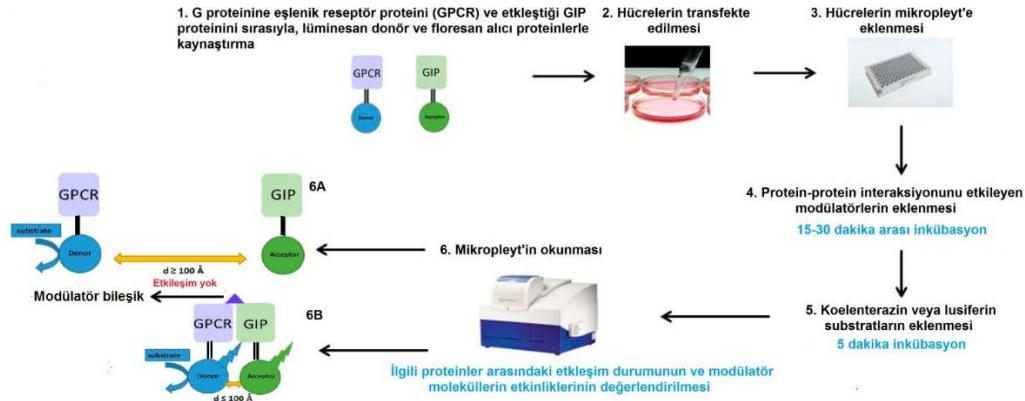 1. G proteinine eşlenik reseptör proteini (GPCR) ve etkleştiği GIP
proteinini sırasıyla, lüminesan donör ve floresan alıcı proteinlerle
kaynaştırma
GPCR
GIP
Donor
Acceptor
2. Hücrelerin transfekte
edilmesi
3. Hücrelerin mikropleyt'e
eklenmesi
4. Protein-protein interaksiyonunu etkileyen
modülatörlerin eklenmesi
15-30 dakika arası inkübasyon
5. Koelenterazin veya lusiferin
substratların eklenmesi
5 dakika inkübasyon
6. Mikropleyt'in okunması
İlgili proteinler arasındaki etkleşim durumunun ve modülatör
moleküllerin etkinliklerinin değerlendirilmesi
6A
GPCR
GIP
substrate
Donor
Acceptor
d ≥ 100 Å
Etkileşim yok
Modülatör bileşik
6B
GPCR
GIP
substrate
Donor
Acceptor
d ≤ 100 Å